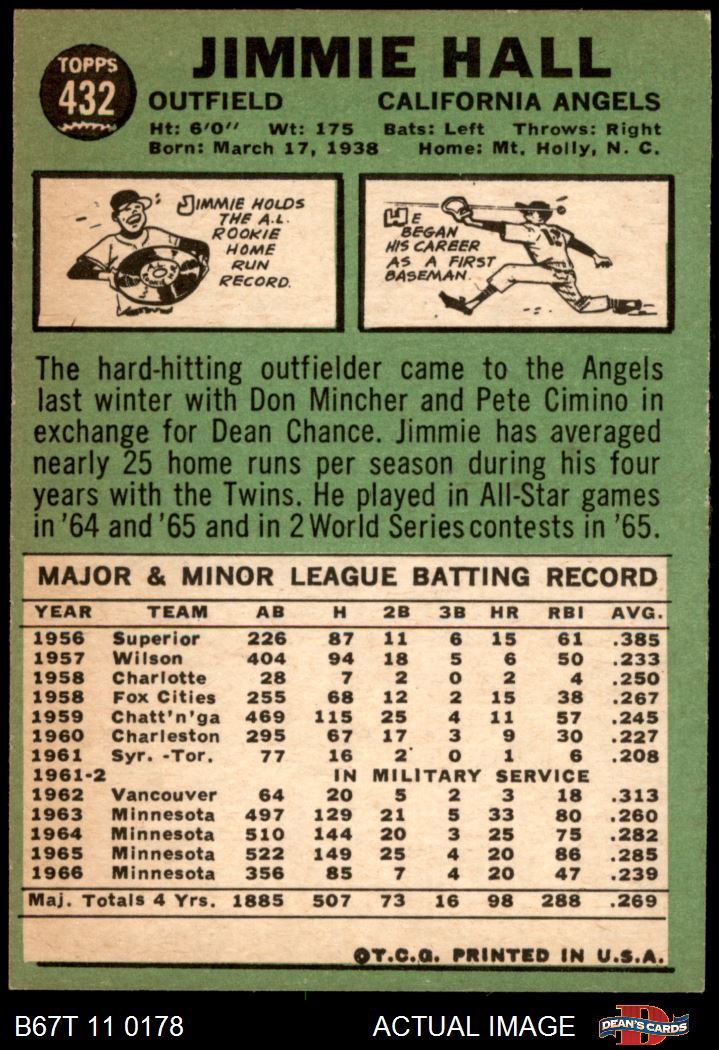 TOPPS
432
JIMMIE HALL
OUTFIELD CALIFORNIA ANGELS
Ht: 6'0" Wt: 175 Bats: Left Throws: Right
Born: March 17, 1938 Home: Mt. Holly, N. C.
JIMMIE HOLDS
THE A.L.
ROOKIE
HOME
RUN
RECORD.
HE
BEGAN
HIS CAREER
AS A FIRST
BASEMAN.
The hard-hitting outfielder came to the Angels
last winter with Don Mincher and Pete Cimino in
exchange for Dean Chance. Jimmie has averaged
nearly 25 home runs per season during his four
years with the Twins. He played in All-Star games
in '64 and '65 and in 2 World Series contests in '65.
MAJOR & MINOR LEAGUE BATTING RECORD
YEAR TEAM AB H 2B 3B HR RBI AVG.
1956 Superior 226 87 11 6 15 61 .385
1957 Wilson 404 94 18 5 6 50 .233
1958 Charlotte 28 7 2 0 2 4 .250
1958 Fox Cities 255 68 12 2 15 38 .267
1959 Chatt'n'ga 469 115 25 4 11 57 .245
1960 Charleston 295 67 17 3 9 30 .227
1961 Syr. -Tor. 77 16 2 0 1 6 .208
1961-2 IN MILITARY SERVICE
1962 Vancouver 64 20 5 2 3 18 .313
1963 Minnesota 497 129 21 5 33 80 .260
1964 Minnesota 510 144 20 3 25 75 .282
1965 Minnesota 522 149 25 4 20 86 .285
1966 Minnesota 356 85 7 4 20 47 .239
Maj. Totals 4 Yrs. 1885 507 73 16 98 288 .269
©T.C.G. PRINTED IN U.S.A.
B67T 11 0178 ACTUAL IMAGE
D
DEAN'S CARDS